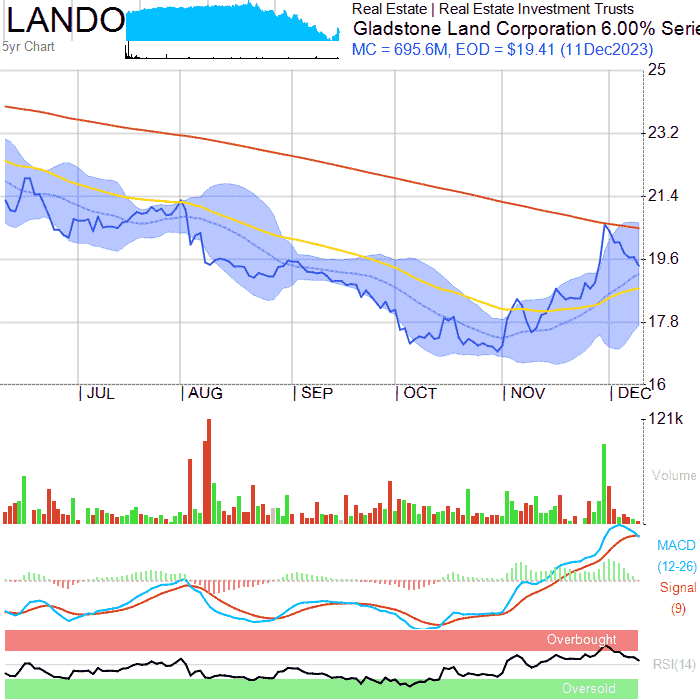 LANDO
5yr Chart
Real Estate | Real Estate Investment Trusts
Gladstone Land Corporation 6.00% Serie
MC = 695.6M, EOD = $19.41 (11Dec2023)
25
23.2
21.4
19.6
17.8
16
JUL
AUG
SEP
OCT
NOV
DEC
121k
Volume
MACD
(12-26)
Signal
(9)
Overbought
RSI(14)
Oversold